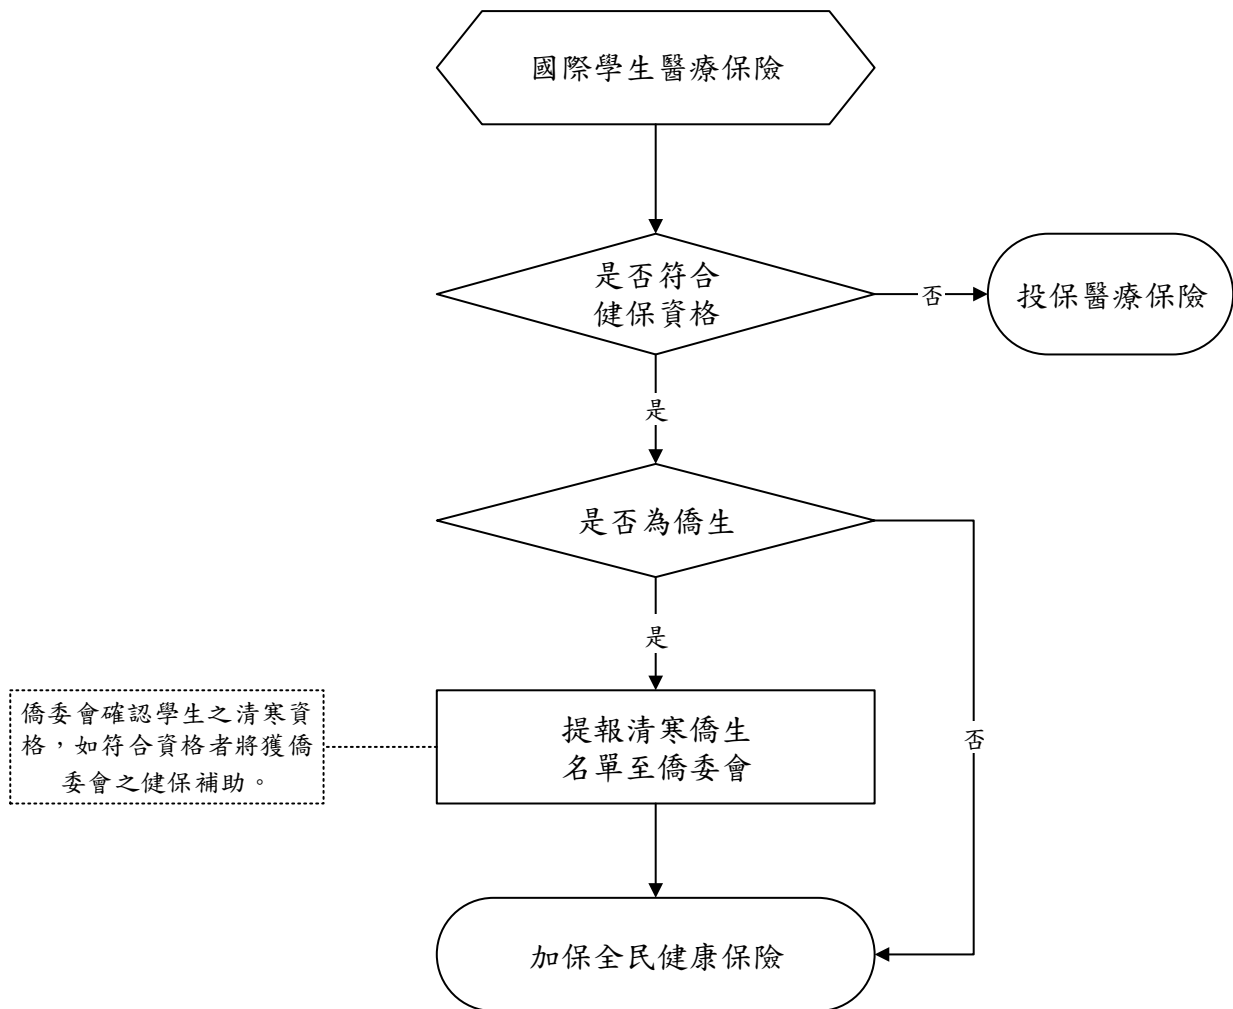 國際學生醫療保險
是否符合
健保資格
否
投保醫療保險
是
是否為僑生
是
僑委會確認學生之清寒資
格，如符合資格者將獲僑
委會之健保補助。
提報清寒僑生
名單至僑委會
否
加保全民健康保險